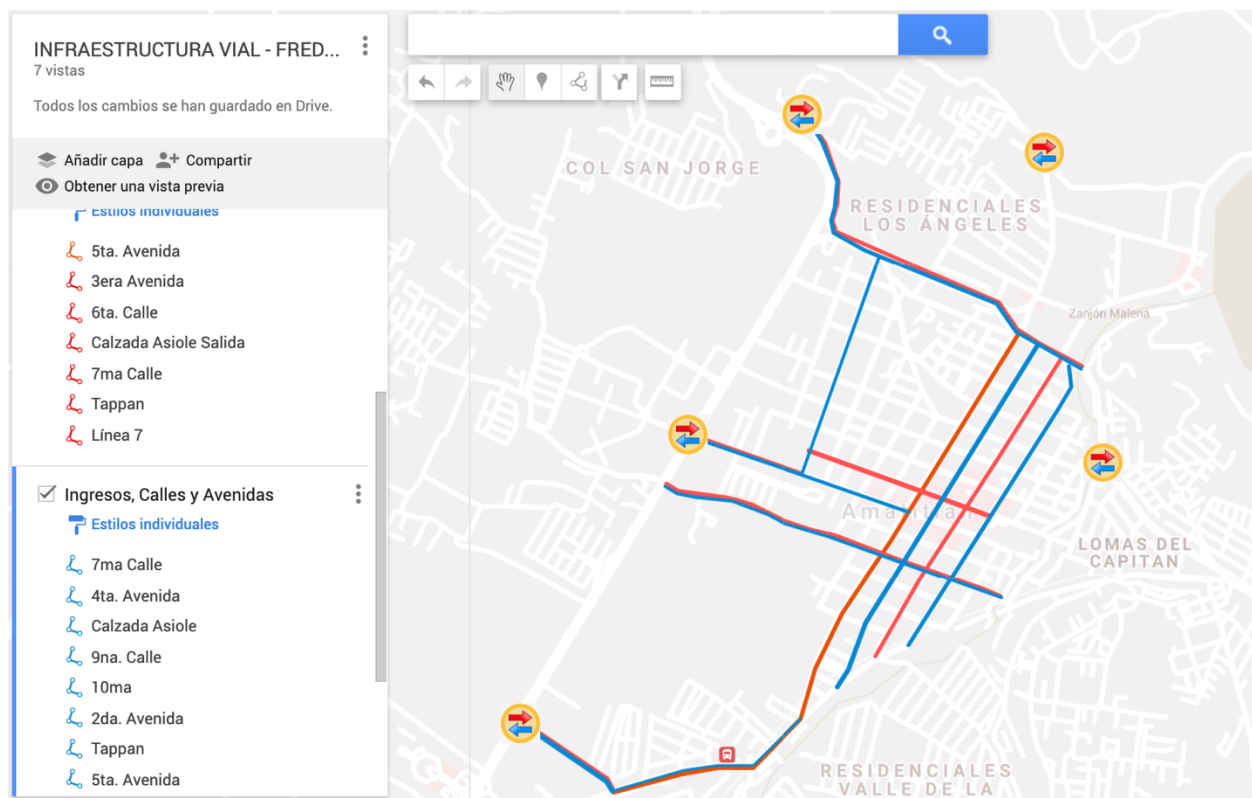 INFRAESTRUCTURA VIAL - FRED...
7 vistas
Todos los cambios se han guardado en Drive.
Añadir capa
Compartir
Obtener una vista previa
Estilos individuales
5ta. Avenida
3era Avenida
6ta. Calle
Calzada Asiole Salida
7ma Calle
Tappan
Línea 7
Ingresos, Calles y Avenidas
Estilos individuales
7ma Calle
4ta. Avenida
Calzada Asiole
9na. Calle
10ma
2da. Avenida
Tappan
5ta. Avenida
COL SAN JORGE
RESIDENCIALES
LOS ÁNGELES
Zanjón Malena
LOMAS DEL
CAPITAN
RESIDENCIALES
VALLE DE LA